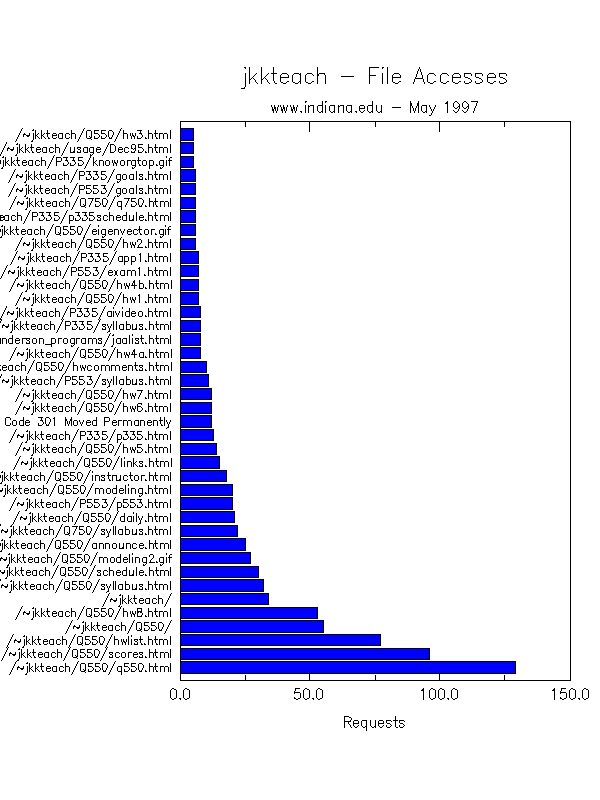 jkkteach – File Accesses
www.indiana.edu – May 1997
/~jkkteach/Q550/hw3.html
/~jkkteach/usage/Dec95.html
~jkkteach/P335/knoworgtop.gif
/~jkkteach/P335/goals.html
/~jkkteach/P553/goals.html
/~jkkteach/Q750/q750.html
each/P335/p335schedule.html
~jkkteach/Q550/eigenvector.gif
/~jkkteach/Q550/hw2.html
/~jkkteach/P335/app1.html
/~jkkteach/P553/exam1.html
/~jkkteach/Q550/hw4b.html
/~jkkteach/Q550/hw1.html
/~jkkteach/P335/aivideo.html
/~jkkteach/P335/syllabus.html
nderson_programs/jaalist.html
/~jkkteach/Q550/hw4a.html
teach/Q550/hwcomments.html
/~jkkteach/P553/syllabus.html
/~jkkteach/Q550/hw7.html
/~jkkteach/Q550/hw6.html
Code 301 Moved Permanently
/~jkkteach/P335/p335.html
/~jkkteach/Q550/hw5.html
/~jkkteach/Q550/links.html
jkkteach/Q550/instructor.html
~jkkteach/Q550/modeling.html
/~jkkteach/P553/p553.html
/~jkkteach/Q550/daily.html
/~jkkteach/Q750/syllabus.html
~jkkteach/Q550/announce.html
~jkkteach/Q550/modeling2.gif
~jkkteach/Q550/schedule.html
/~jkkteach/Q550/syllabus.html
/~jkkteach/
/~jkkteach/Q550/hw8.html
/~jkkteach/Q550/
/~jkkteach/Q550/hwlist.html
/~jkkteach/Q550/scores.html
/~jkkteach/Q550/q550.html
0.0 50.0 100.0 150.0
Requests